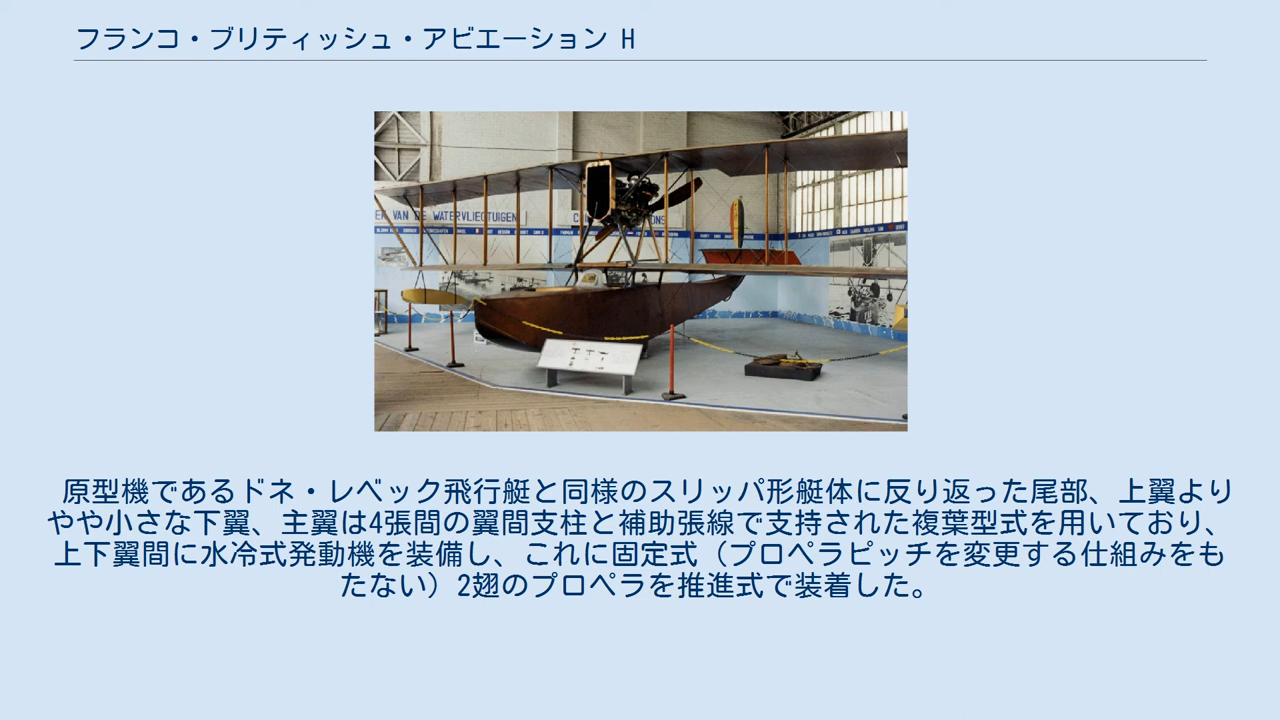 フランコ・ブリティッシュ・アビエーション H
VAN DE WATERVLIEGTUIGEN
原型機であるドネ・レベック飛行艇と同様のスリッパ形艇体に反り返った尾部、上翼より
やや小さな下翼、主翼は4張間の翼間支柱と補助張線で支持された複葉型式を用いており、
上下翼間に水冷式発動機を装備し、これに固定式（プロペラピッチを変更する仕組みをも
たない）2翅のプロペラを推進式で装着した。